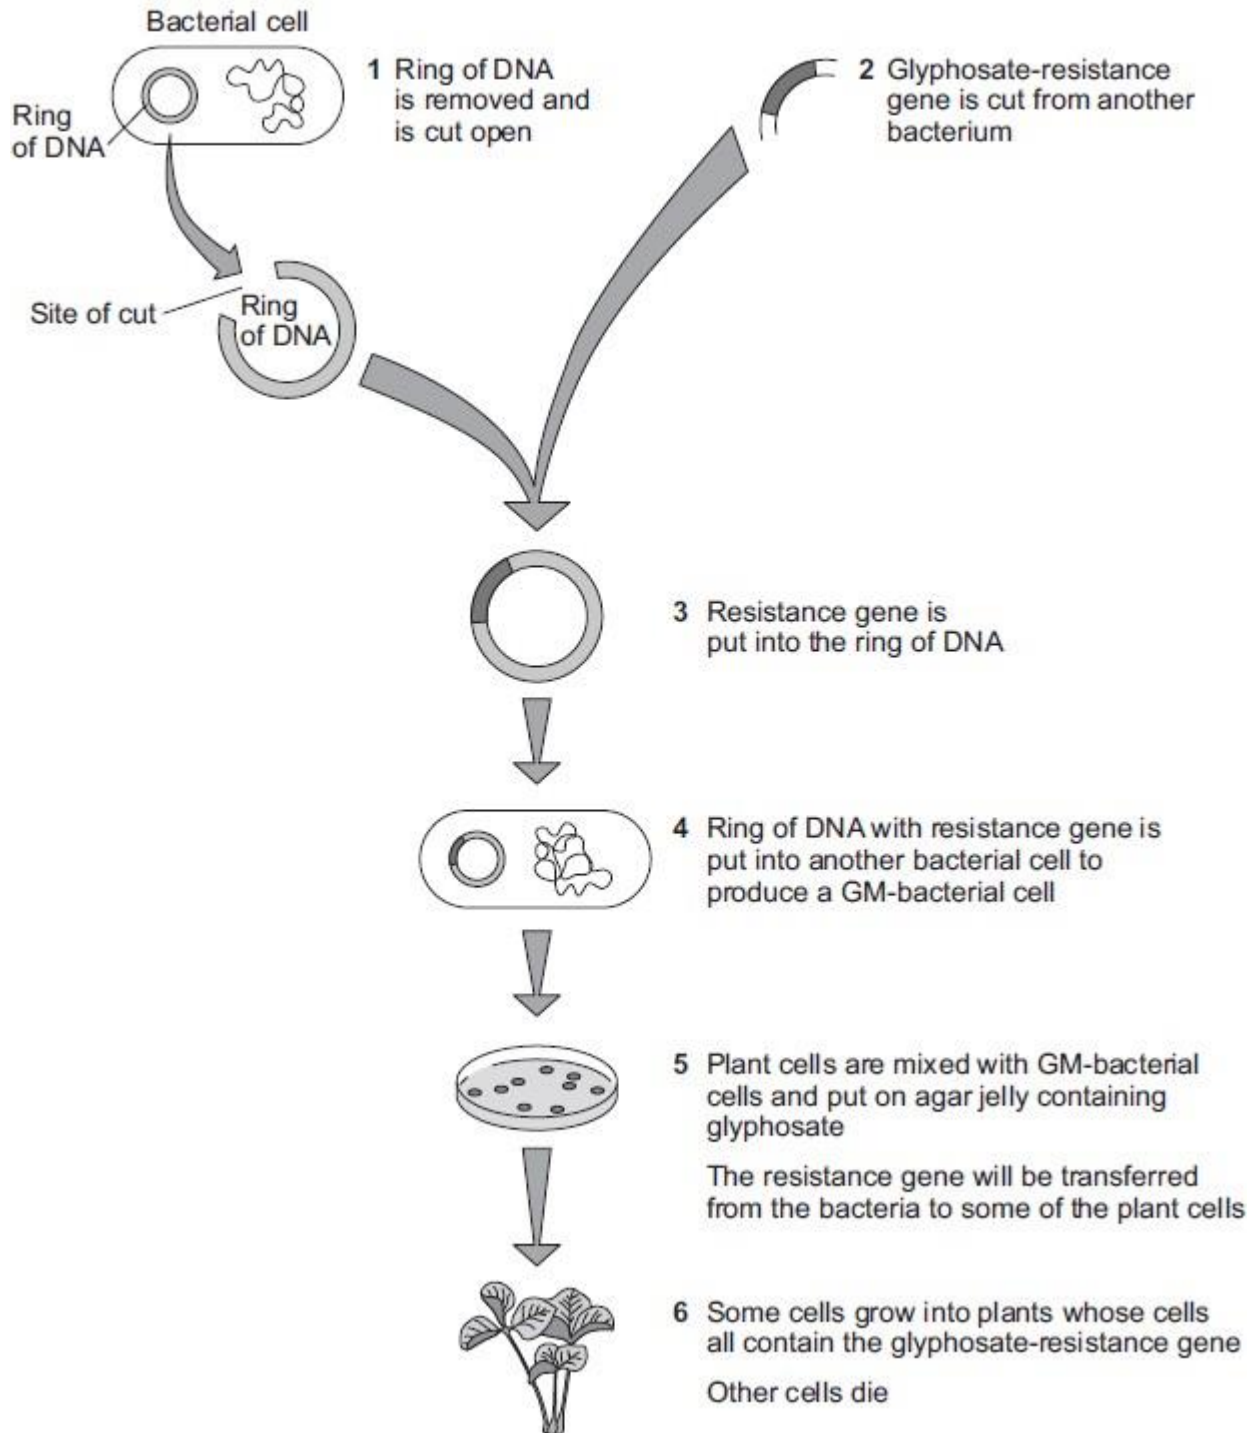 Bacterial cell
Ring
of DNA
1 Ring of DNA
is removed and
is cut open
2 Glyphosate-resistance
gene is cut from another
bacterium
Site of cut
Ring
of DNA
3 Resistance gene is
put into the ring of DNA
4 Ring of DNA with resistance gene is
put into another bacterial cell to
produce a GM-bacterial cell
5 Plant cells are mixed with GM-bacterial
cells and put on agar jelly containing
glyphosate
The resistance gene will be transferred
from the bacteria to some of the plant cells
6 Some cells grow into plants whose cells
all contain the glyphosate-resistance gene
Other cells die